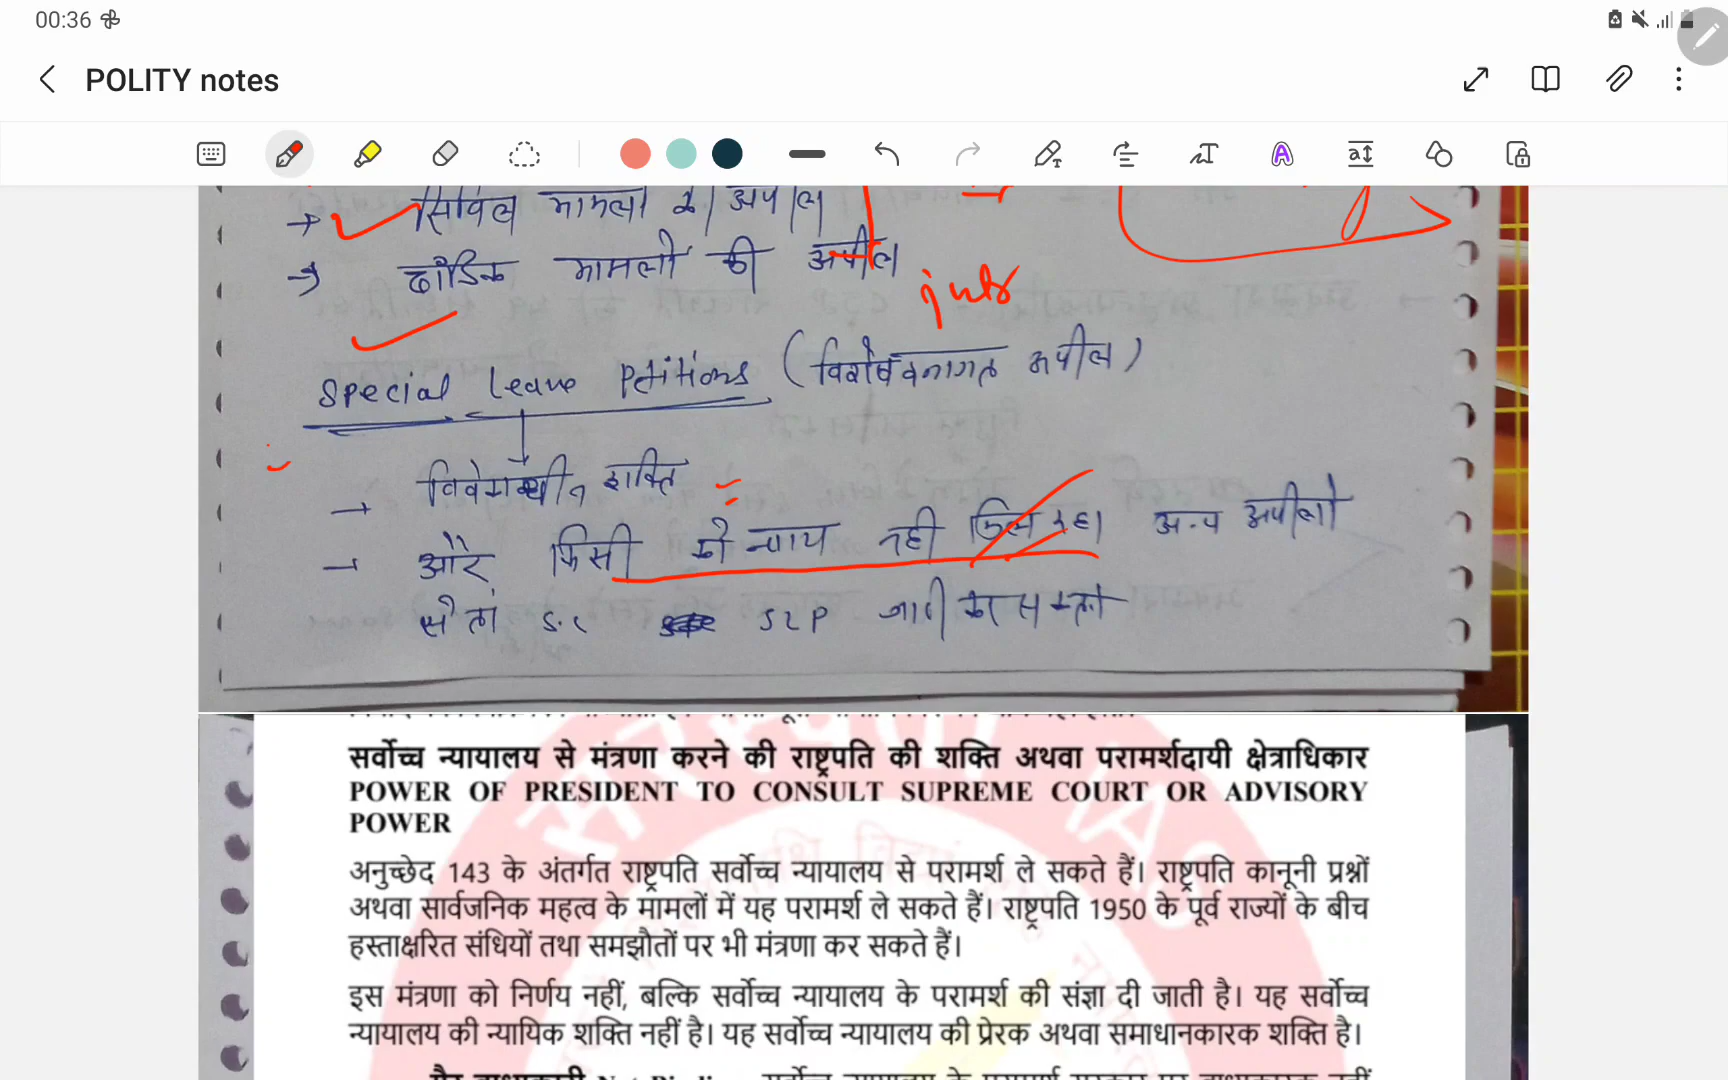 00:36
POLITY notes
→ सिविल मामलो की अपील
→ दाँडिक मामलों की अपील
Special Leave Petitions (विशेष अपील)
→ शक्ति
→ और किसी को न्याय नही मिल रहा अन्य अपीलो
से तो S.C SLP जारी कर सकता
सर्वोच्च न्यायालय से मंत्रणा करने की राष्ट्रपति की शक्ति अथवा परामर्शदायी क्षेत्राधिकार
POWER OF PRESIDENT TO CONSULT SUPREME COURT OR ADVISORY
POWER
अनुच्छेद 143 के अंतर्गत राष्ट्रपति सर्वोच्च न्यायालय से परामर्श ले सकते हैं। राष्ट्रपति कानूनी प्रश्नों
अथवा सार्वजनिक महत्व के मामलों में यह परामर्श ले सकते हैं। राष्ट्रपति 1950 के पूर्व राज्यों के बीच
हस्ताक्षरित संधियों तथा समझौतों पर भी मंत्रणा कर सकते हैं।
इस मंत्रणा को निर्णय नहीं, बल्कि सर्वोच्च न्यायालय के परामर्श की संज्ञा दी जाती है। यह सर्वोच्च
न्यायालय की न्यायिक शक्ति नहीं है। यह सर्वोच्च न्यायालय की प्रेरक अथवा समाधानकारक शक्ति है।